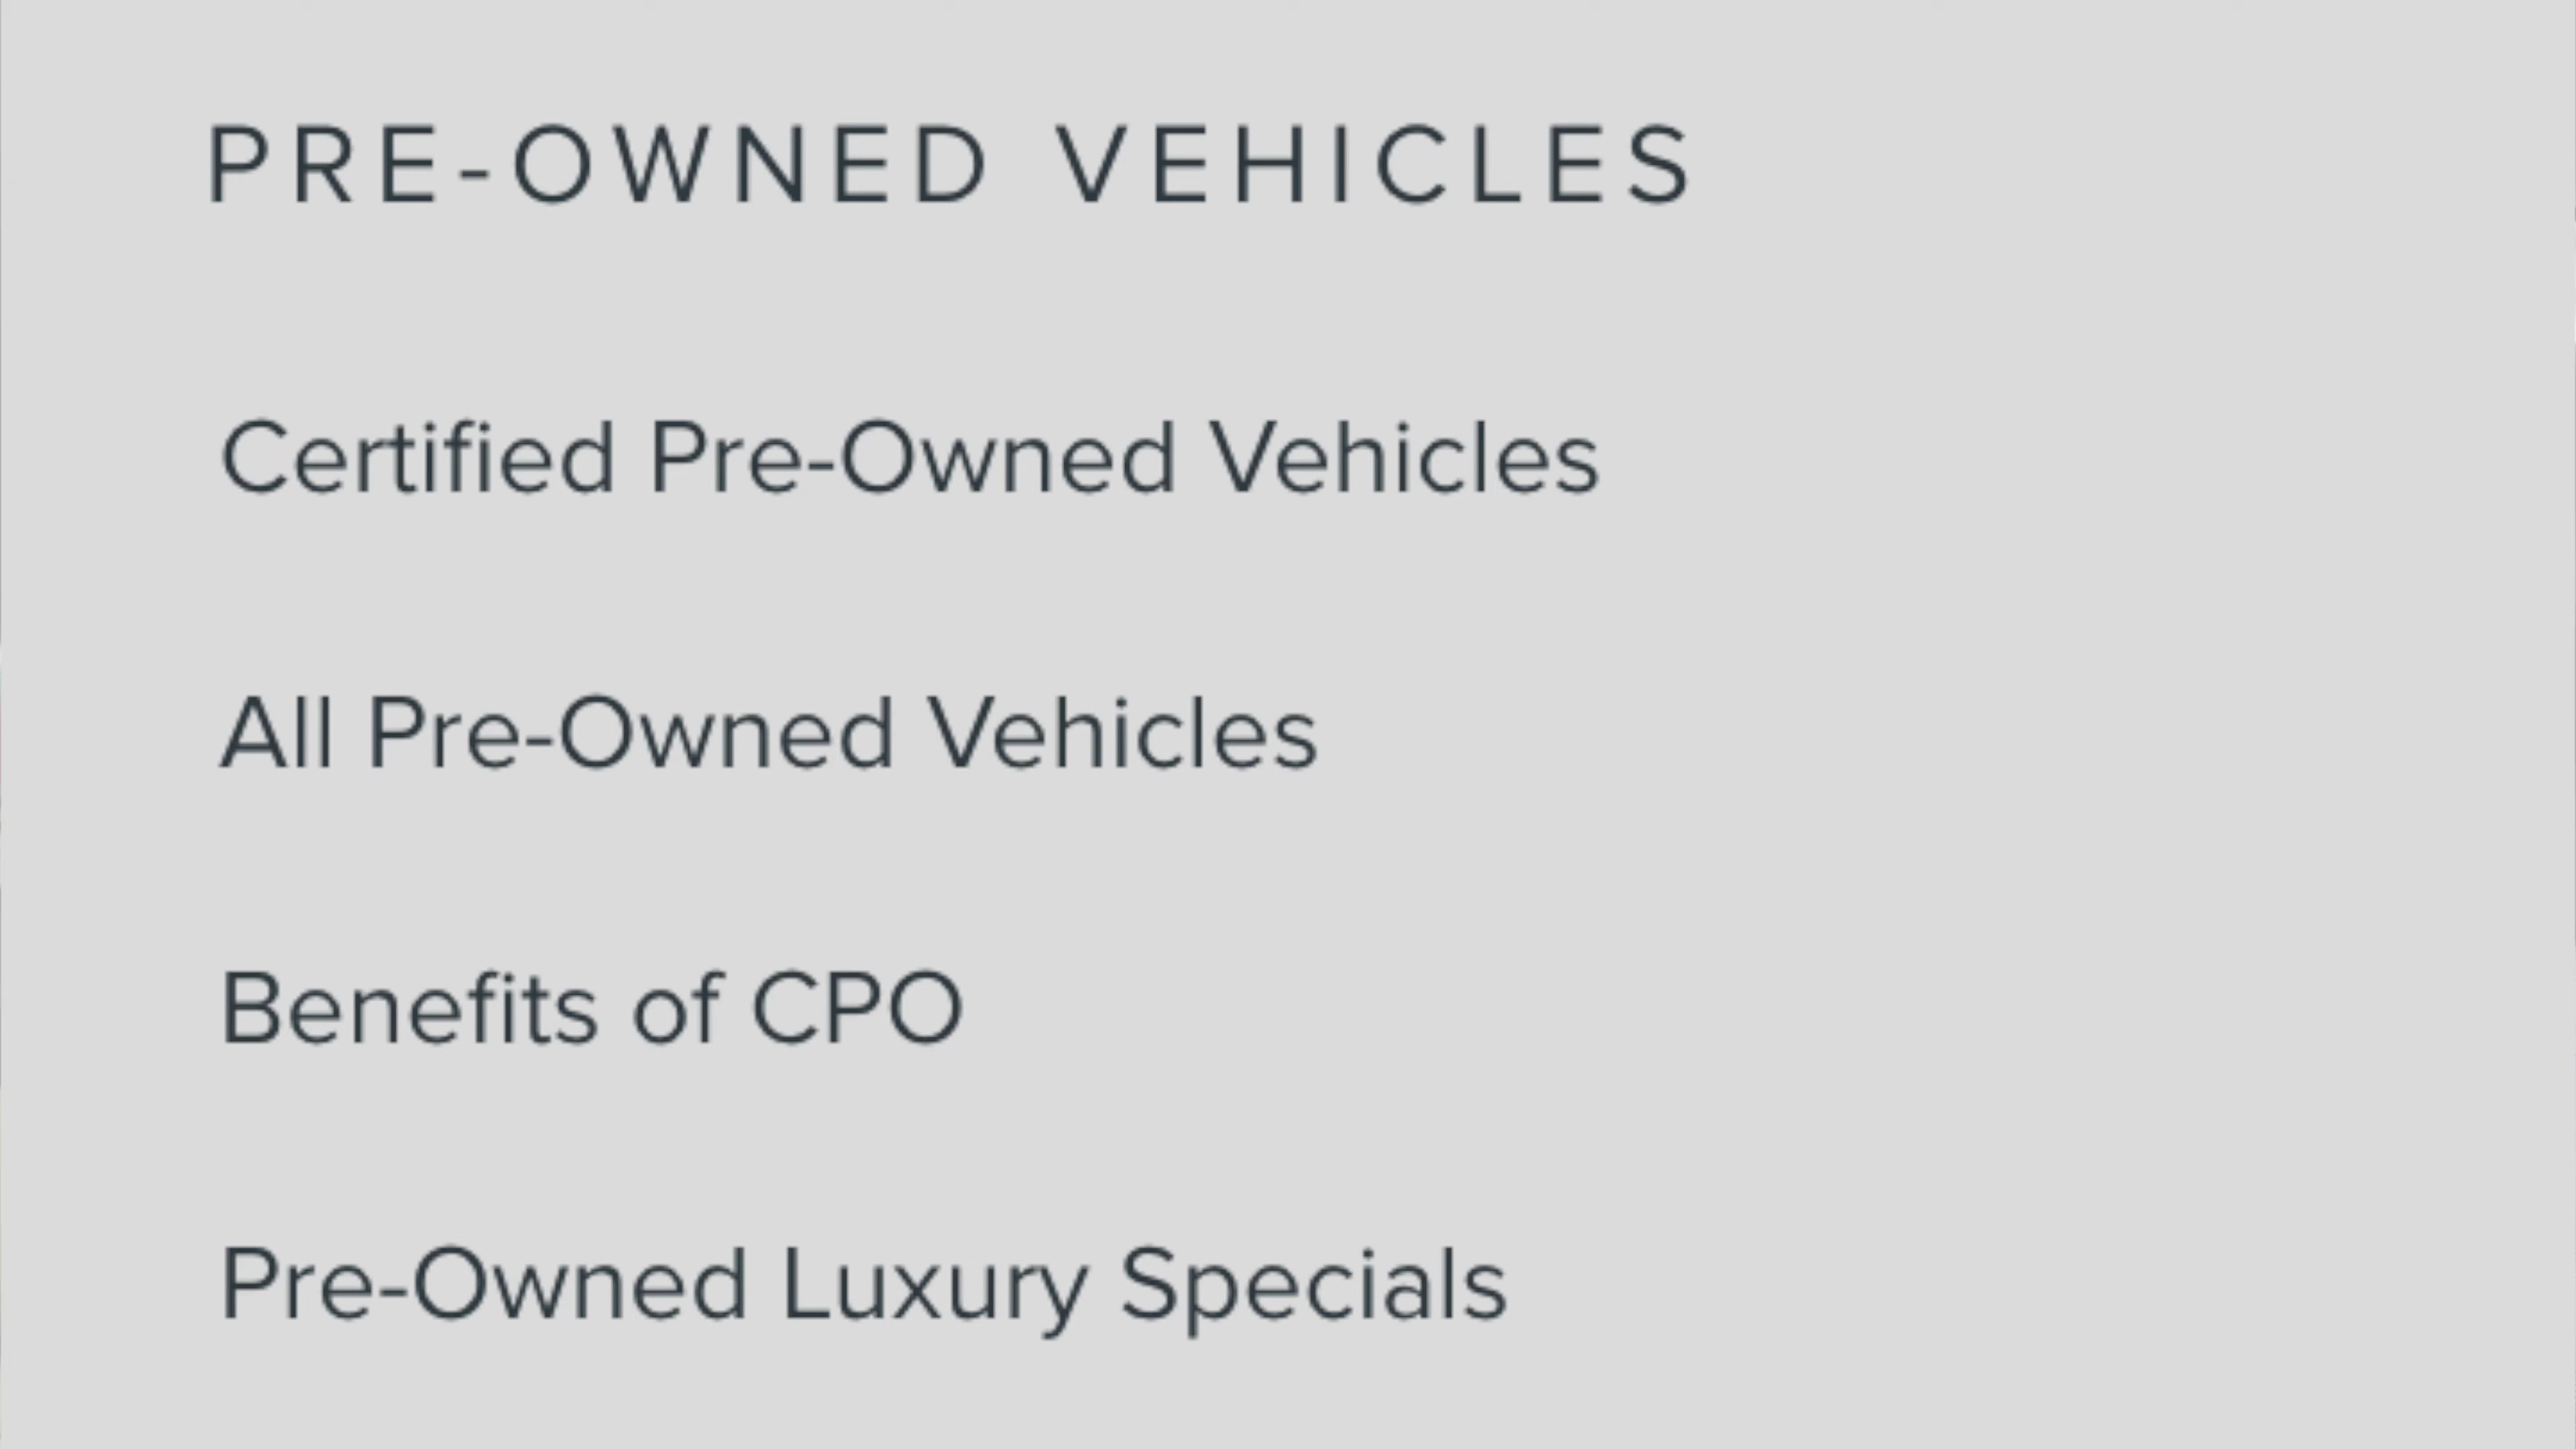 PRE-OWNED VEHICLES
Certified Pre-Owned Vehicles
All Pre-Owned Vehicles
Benefits of CPO
Pre-Owned Luxury Specials